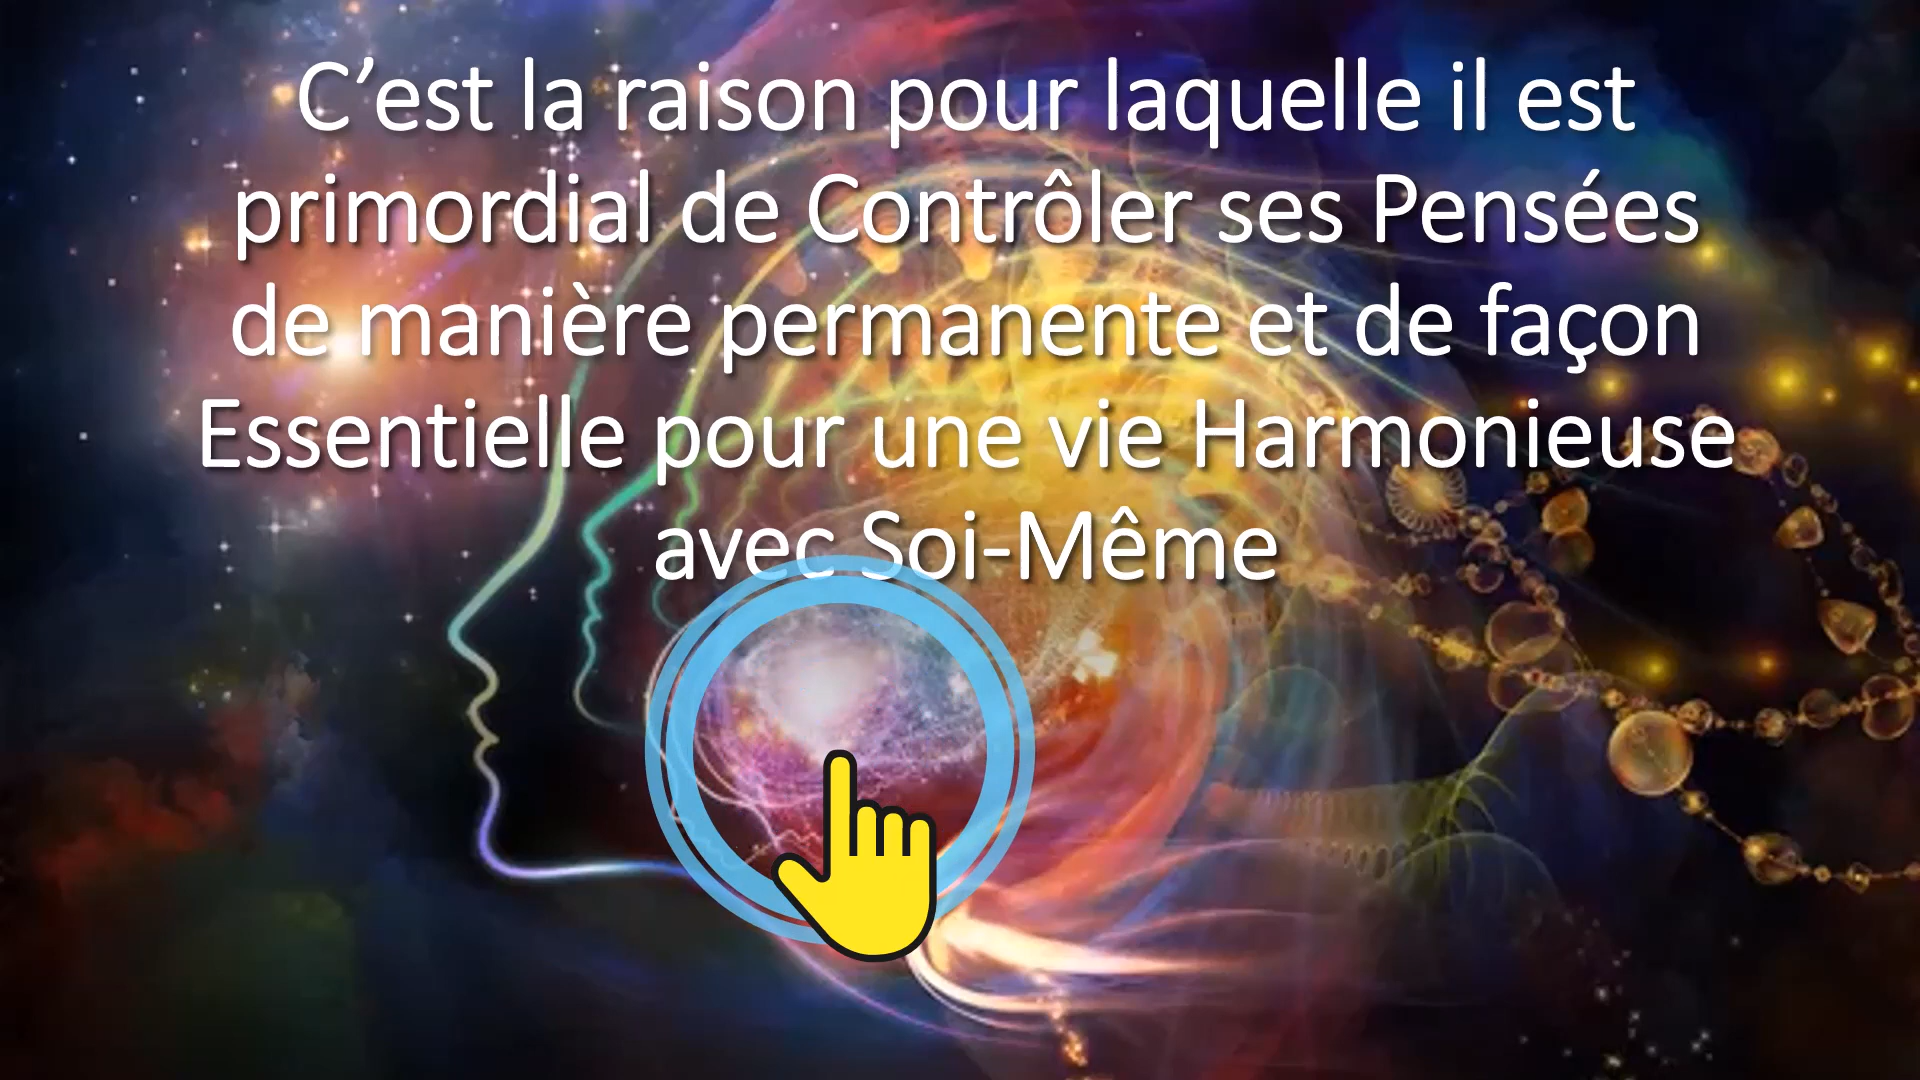 C’est la raison pour laquelle il est
primordial de Contrôler ses Pensées
de manière permanente et de façon
Essentielle pour une vie Harmonieuse
avec Soi-Même